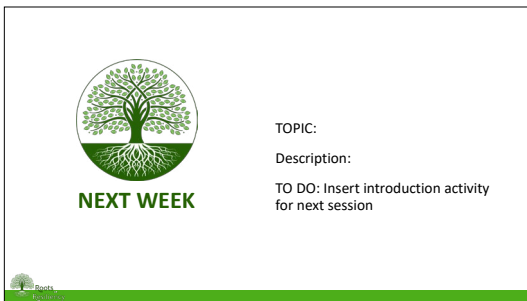 NEXT WEEK
TOPIC:
Description:
TO DO: Insert introduction activity
for next session
Roots